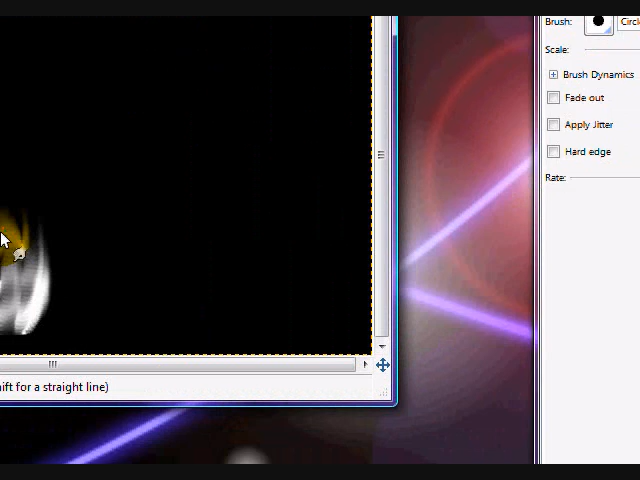 Brush:
Circl
Scale:
Brush Dynamics
Fade out
Apply Jitter
Hard edge
Rate:
ift for a straight line)